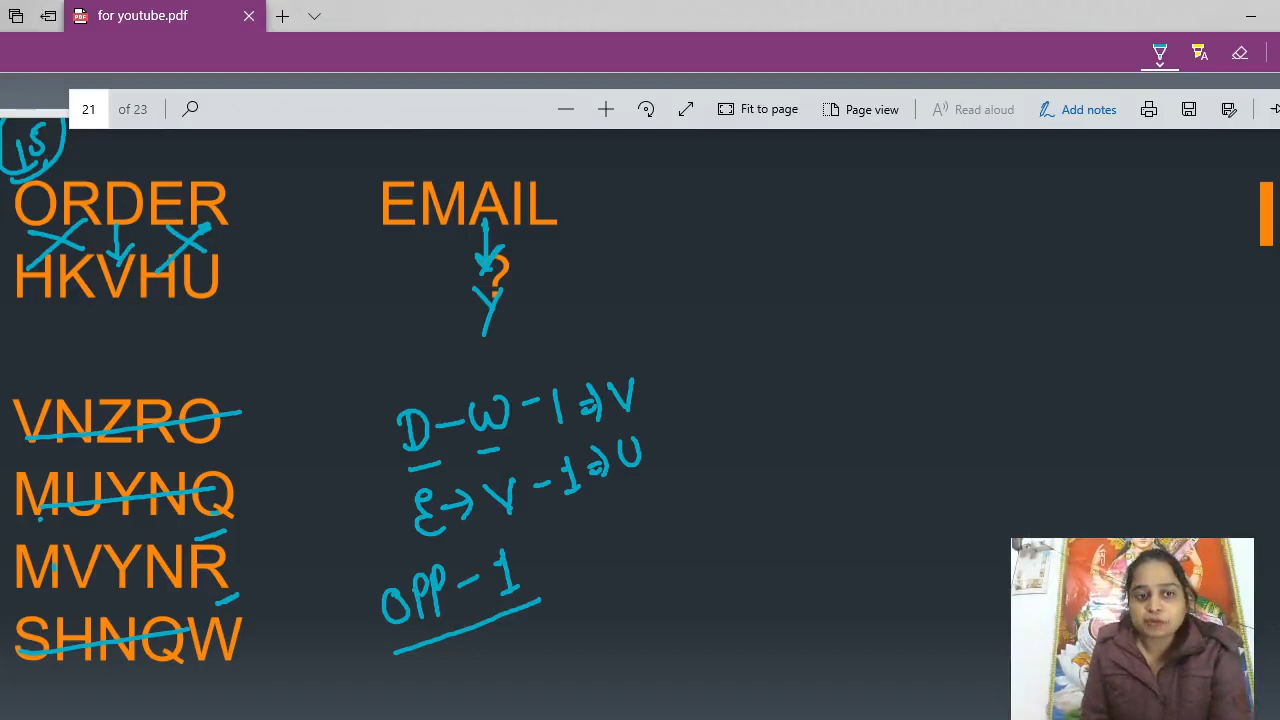 for youtube.pdf
21 of 23
Fit to page
Page view
A Read aloud
Add notes
15
ORDER
HKVHU
EMAIL
?
Y
VNZRO
MUYNQ
MVYNR
SHNQW
D - W - 1 ⇒ V
E → V - 1 ⇒ U
OPP - 1